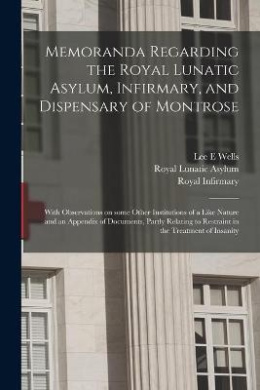 Memoranda Regarding
the Royal Lunatic
Asylum, Infirmary, and
Dispensary of Montrose
Lee E Wells
Royal Lunatic Asylum
Royal Infirmary
With Observations on some Other Institutions of a Like Nature
and an Appendix of Documents, Partly Relating to Restraint in
the Treatment of Insanity